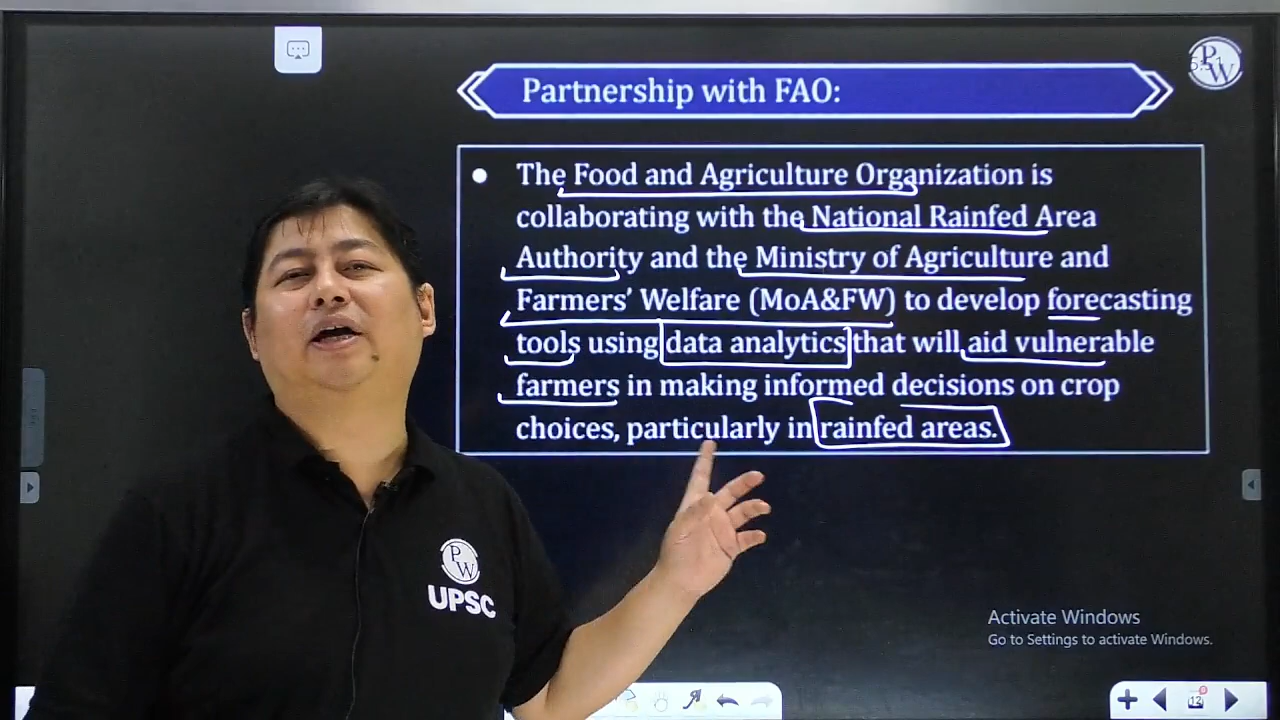 PW
Partnership with FAO:
The Food and Agriculture Organization is
collaborating with the National Rainfed Area
Authority and the Ministry of Agriculture and
Farmers’ Welfare (MoA&FW) to develop forecasting
tools using data analytics that will aid vulnerable
farmers in making informed decisions on crop
choices, particularly in rainfed areas.
PW
UPSC
Activate Windows
Go to Settings to activate Windows.
12